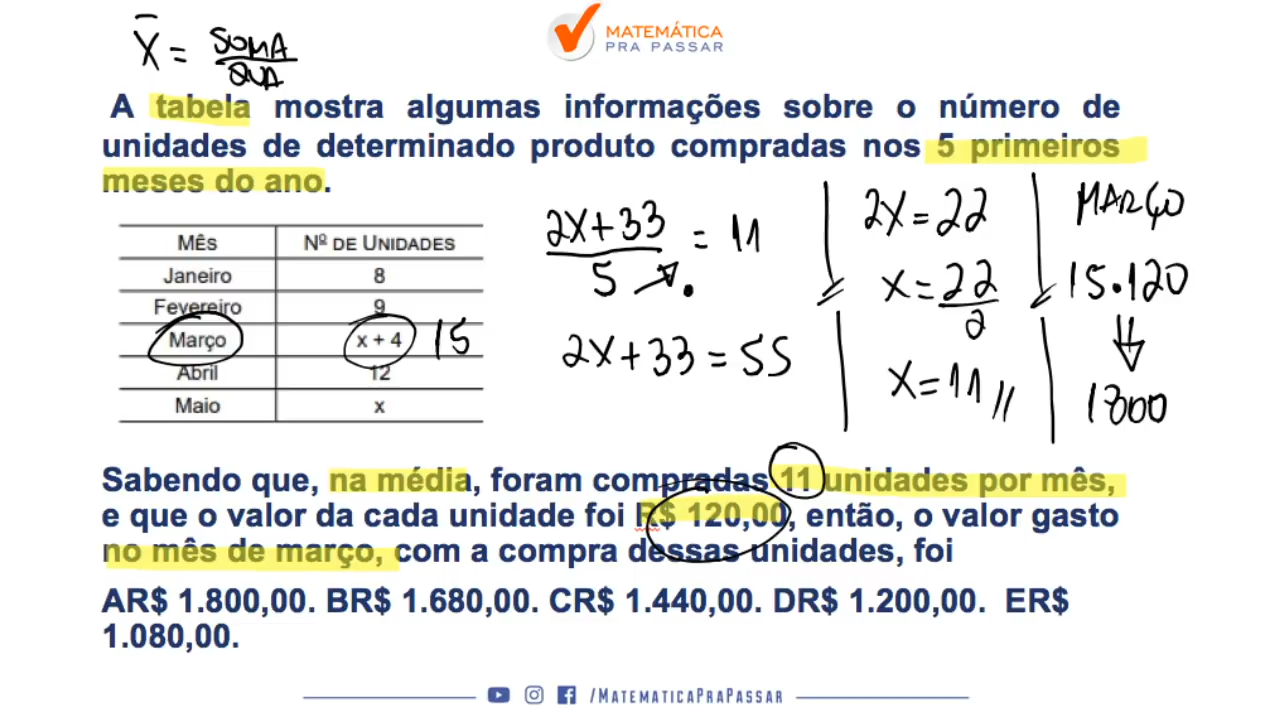 X̄ = SOMA / QUA
MATEMÁTICA
PRA PASSAR
A tabela mostra algumas informações sobre o número de
unidades de determinado produto compradas nos 5 primeiros
meses do ano.
Mês Nº DE UNIDADES
Janeiro 8
Fevereiro 9
Março x + 4 15
Abril 12
Maio x
2X+33 / 5 = 11
2X+33 = 55
2X = 22
X = 22 / 2
X = 11 //
MARÇO
15.120
1800
Sabendo que, na média, foram compradas 11 unidades por mês,
e que o valor da cada unidade foi R$ 120,00, então, o valor gasto
no mês de março, com a compra dessas unidades, foi
AR$ 1.800,00. BR$ 1.680,00. CR$ 1.440,00. DR$ 1.200,00. ER$
1.080,00.
/MATEMATICAPRAPASSAR